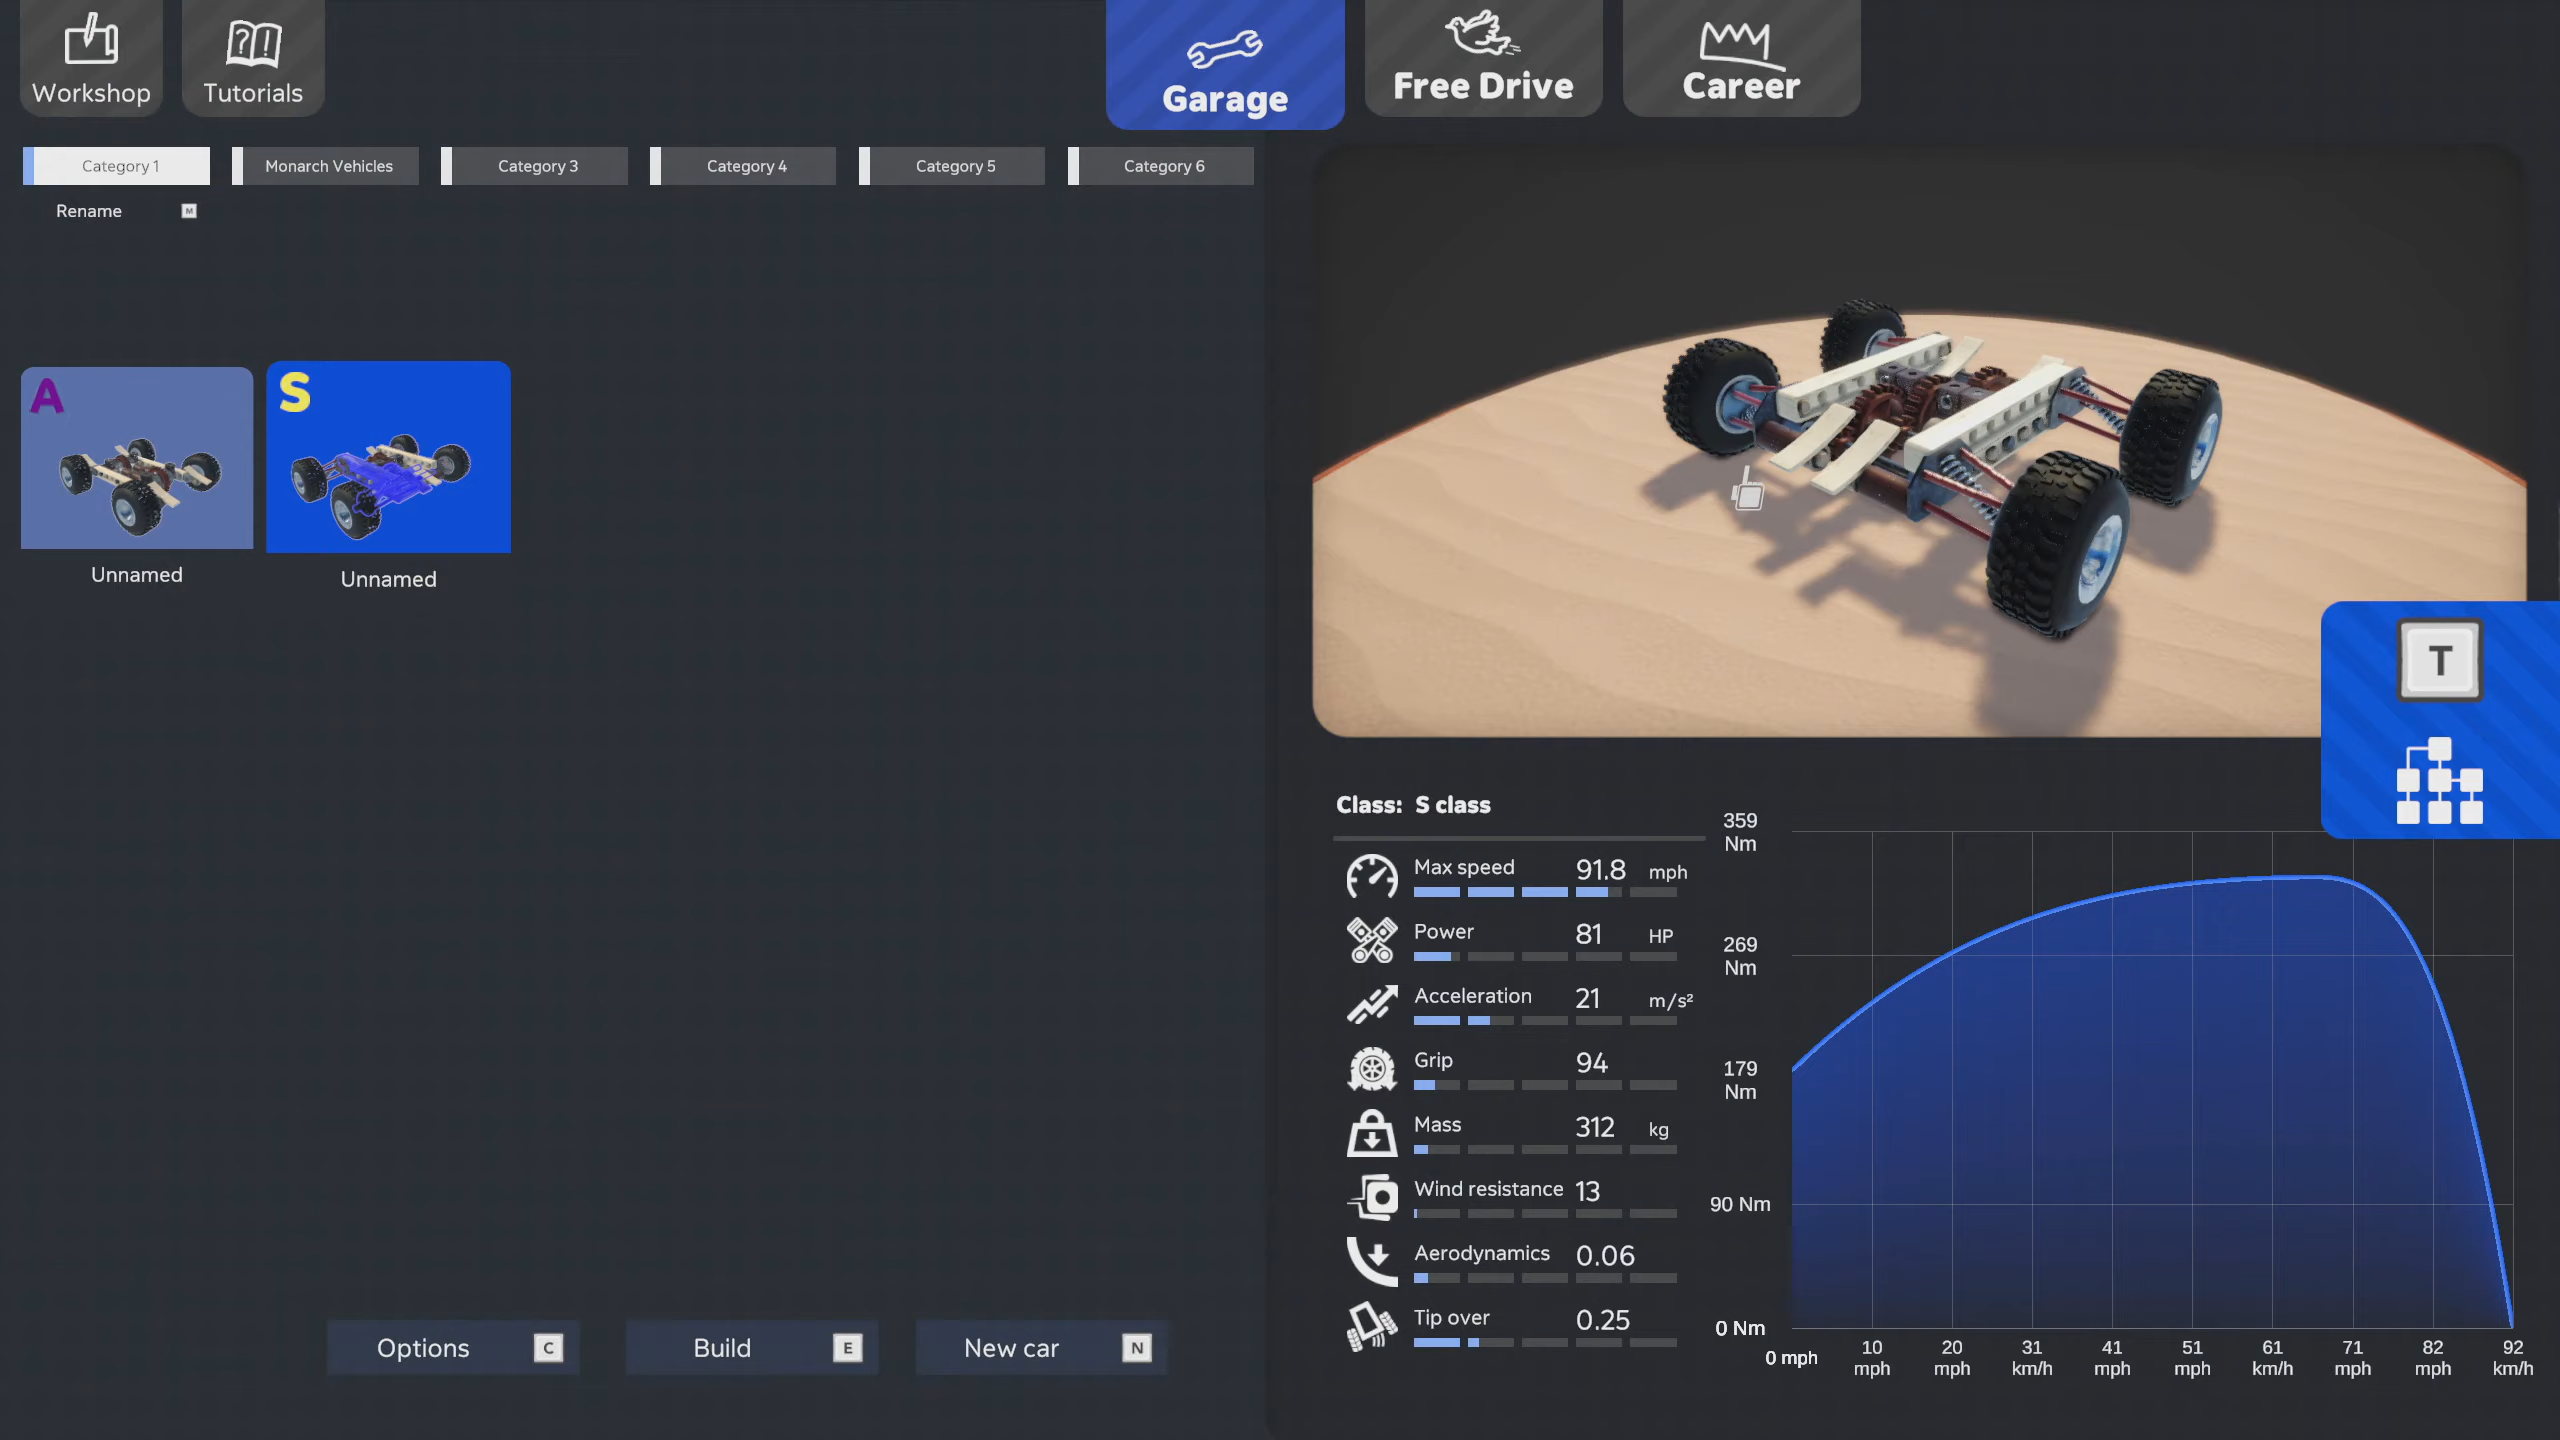 Workshop
Tutorials
Garage
Free Drive
Career
Category 1
Monarch Vehicles
Category 3
Category 4
Category 5
Category 6
Rename M
A
S
Unnamed
Unnamed
T
Class: S class
Max speed 91.8 mph
Power 81 HP
Acceleration 21 m/s²
Grip 94
Mass 312 kg
Wind resistance 13
Aerodynamics 0.06
Tip over 0.25
359
Nm
269
Nm
179
Nm
90 Nm
0 Nm
0 mph
10
mph
20
mph
31
km/h
41
mph
51
mph
61
km/h
71
mph
82
mph
92
km/h
Options C
Build E
New car N